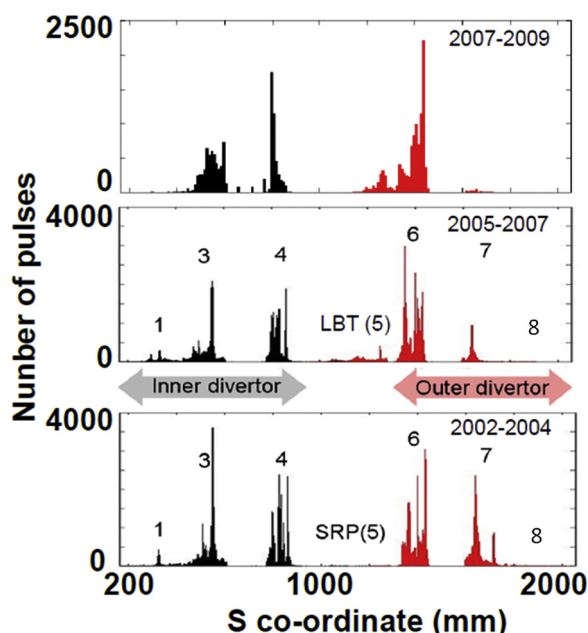 2500
2007-2009
0
4000
2005-2007
6
3 4 7
LBT (5)
1 8
0
Inner divertor Outer divertor
4000
2002-2004
6
3 4 7
1 SRP(5) 8
0
200 1000 2000
S co-ordinate (mm)
Nunber of pulses